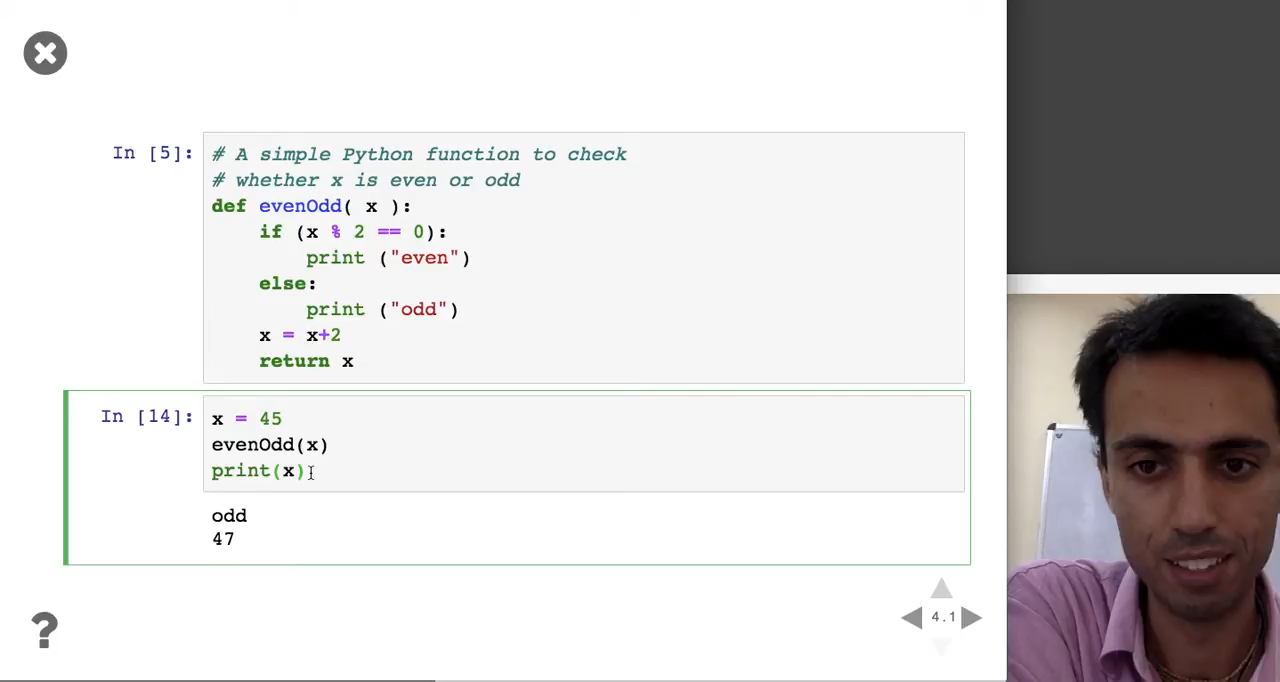 In [5]:
# A simple Python function to check
# whether x is even or odd
def evenOdd( x ):
    if (x % 2 == 0):
        print ("even")
    else:
        print ("odd")
    x = x+2
    return x
In [14]:
x = 45
evenOdd(x)
print(x)
odd
47
4.1
?